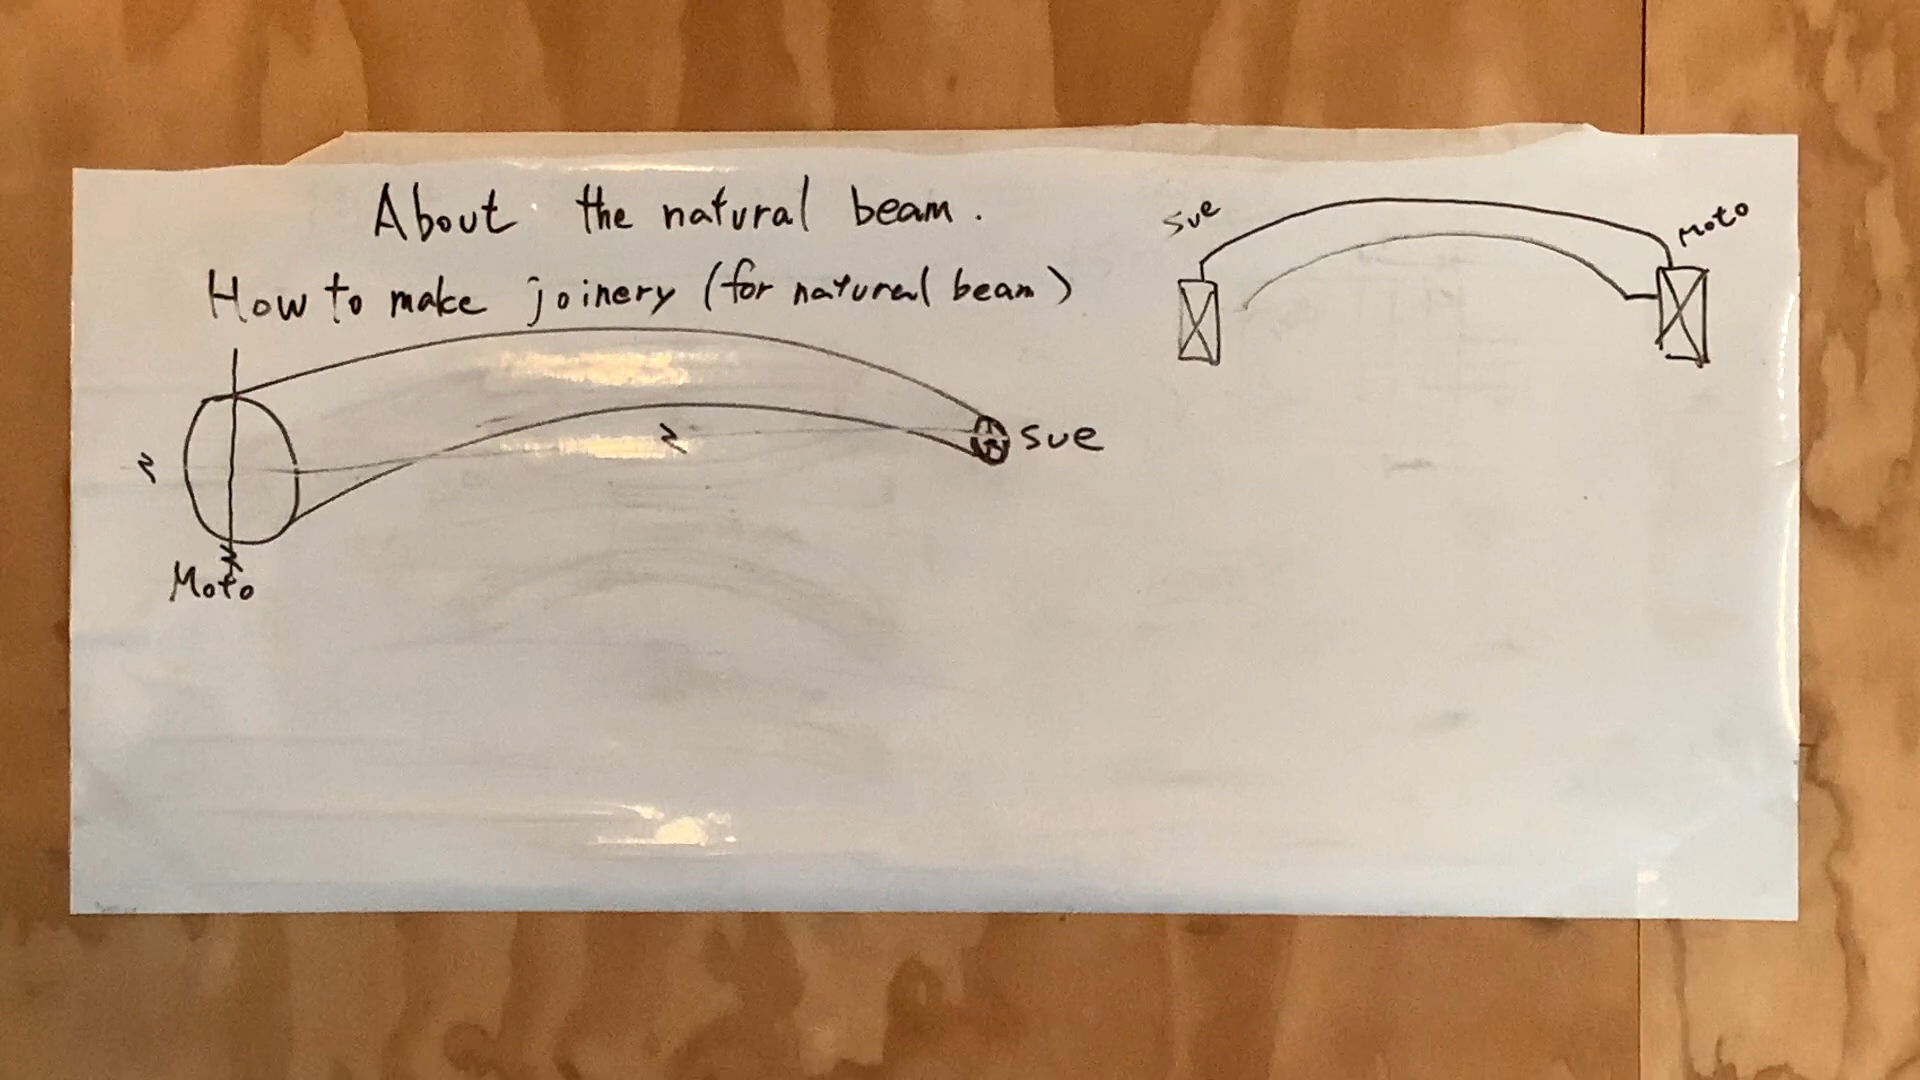 About the natural beam.
How to make joinery (for natural beam)
Sue
Moto
Sue
Moto